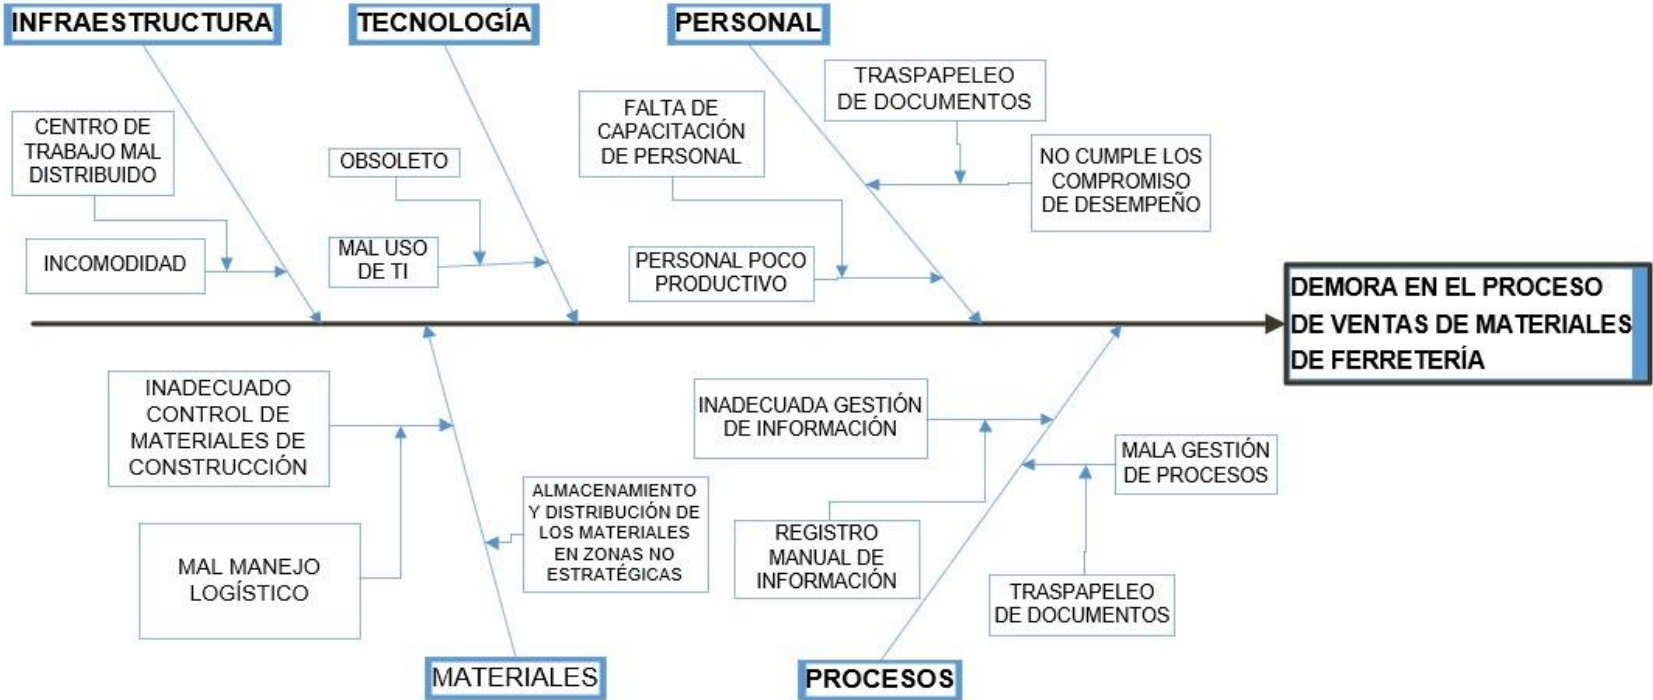 INFRAESTRUCTURA
TECNOLOGÍA
PERSONAL
CENTRO DE
TRABAJO MAL
DISTRIBUIDO
INCOMODIDAD
OBSOLETO
MAL USO
DE TI
FALTA DE
CAPACITACIÓN
DE PERSONAL
PERSONAL POCO
PRODUCTIVO
TRASPAPELEO
DE DOCUMENTOS
NO CUMPLE LOS
COMPROMISO
DE DESEMPEÑO
DEMORA EN EL PROCESO
DE VENTAS DE MATERIALES
DE FERRETERÍA
INADECUADO
CONTROL DE
MATERIALES DE
CONSTRUCCIÓN
MAL MANEJO
LOGÍSTICO
ALMACENAMIENTO
Y DISTRIBUCIÓN DE
LOS MATERIALES
EN ZONAS NO
ESTRATÉGICAS
INADECUADA GESTIÓN
DE INFORMACIÓN
REGISTRO
MANUAL DE
INFORMACIÓN
MALA GESTIÓN
DE PROCESOS
TRASPAPELEO
DE DOCUMENTOS
MATERIALES
PROCESOS